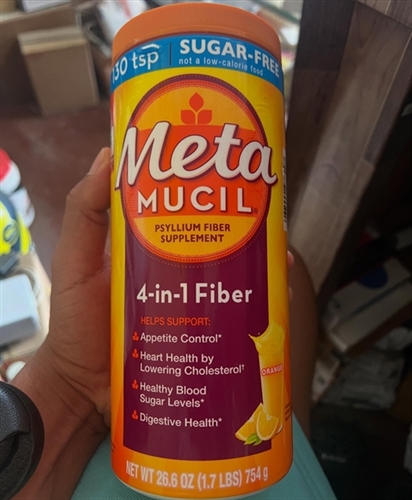 30 tsp
SUGAR-FREE
not a low-calorie food
Meta
MUCIL®
PSYLLIUM FIBER
SUPPLEMENT
4-in-1 Fiber
HELPS SUPPORT:
Appetite Control*
Heart Health by
Lowering Cholesterol†
Healthy Blood
Sugar Levels*
Digestive Health*
ORANGE
NET WT 26.6 OZ (1.7 LBS) 754 g